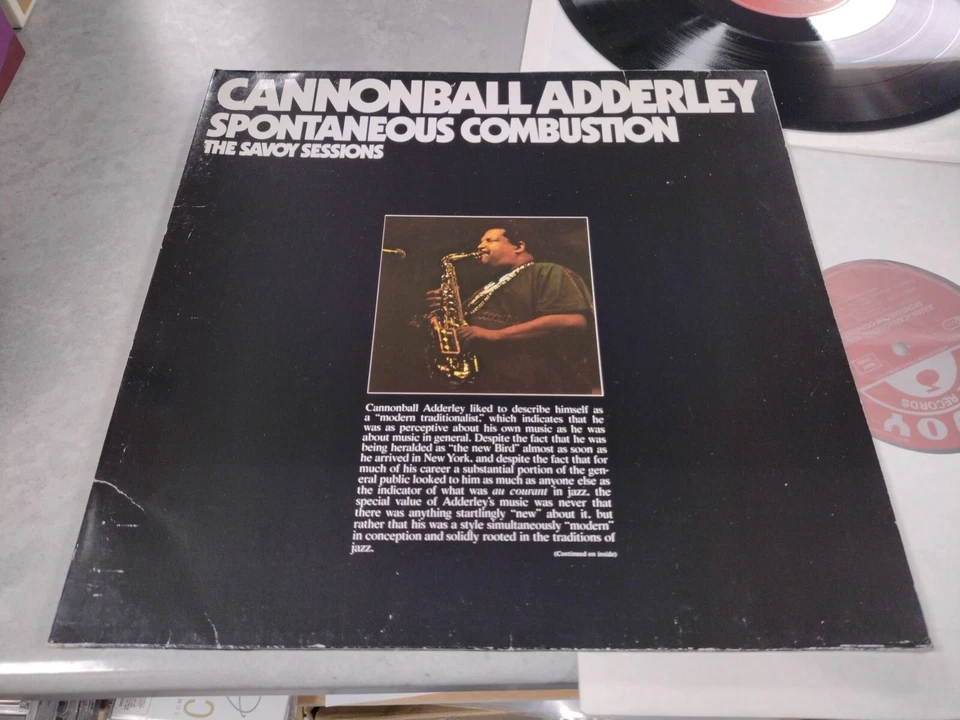 CANNONBALL ADDERLEY
SPONTANEOUS COMBUSTION
THE SAVOY SESSIONS
Cannonball Adderley liked to describe himself as
a "modern traditionalist," which indicates that he
was as perceptive about his own music as he was
about music in general. Despite the fact that he was
being heralded as "the new Bird" almost as soon as
he arrived in New York, and despite the fact that for
much of his career a substantial portion of the gen-
eral public looked to him as much as anyone else as
the indicator of what was au courant in jazz, the
special value of Adderley's music was never that
there was anything startlingly "new" about it, but
rather that his was a style simultaneously "modern"
in conception and solidly rooted in the traditions of
jazz.
(Continued on inside)
RECORDS